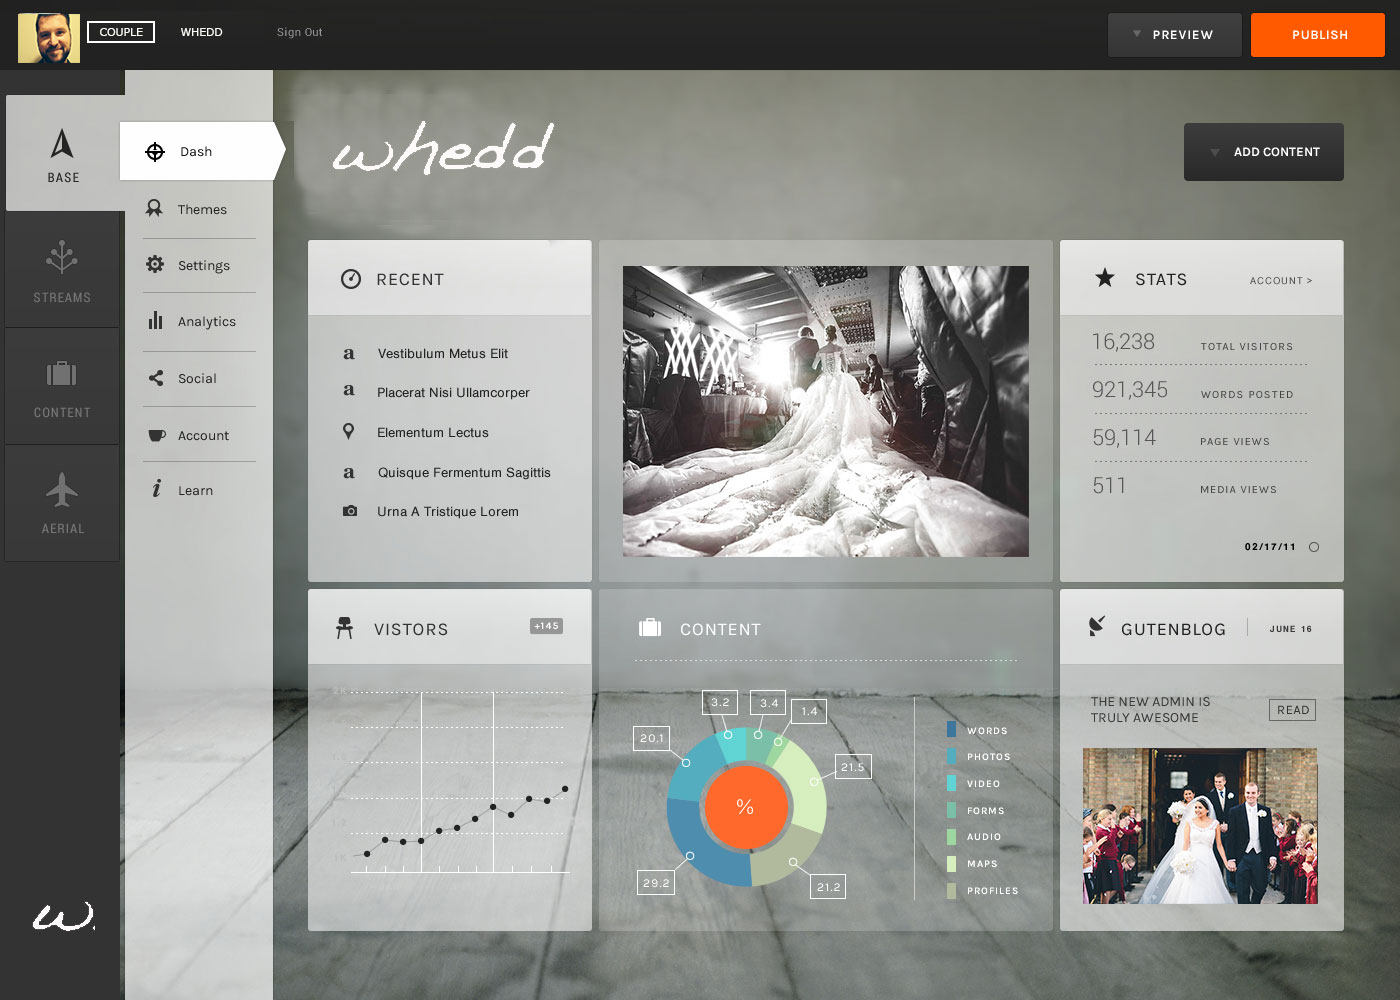 COUPLE
WHEDD
Sign Out
PREVIEW
PUBLISH
BASE
STREAMS
CONTENT
AERIAL
w.
Dash
Themes
Settings
Analytics
Social
Account
Learn
whedd
ADD CONTENT
RECENT
a Vestibulum Metus Elit
a Placerat Nisi Ullamcorper
Elementum Lectus
a Quisque Fermentum Sagittis
Urna A Tristique Lorem
STATS
ACCOUNT >
16,238 TOTAL VISITORS
921,345 WORDS POSTED
59,114 PAGE VIEWS
511 MEDIA VIEWS
02/17/11
VISTORS
+145
CONTENT
3.2
3.4
1.4
20.1
21.5
%
29.2
21.2
WORDS
PHOTOS
VIDEO
FORMS
AUDIO
MAPS
PROFILES
GUTENBLOG
JUNE 16
THE NEW ADMIN IS
TRULY AWESOME
READ